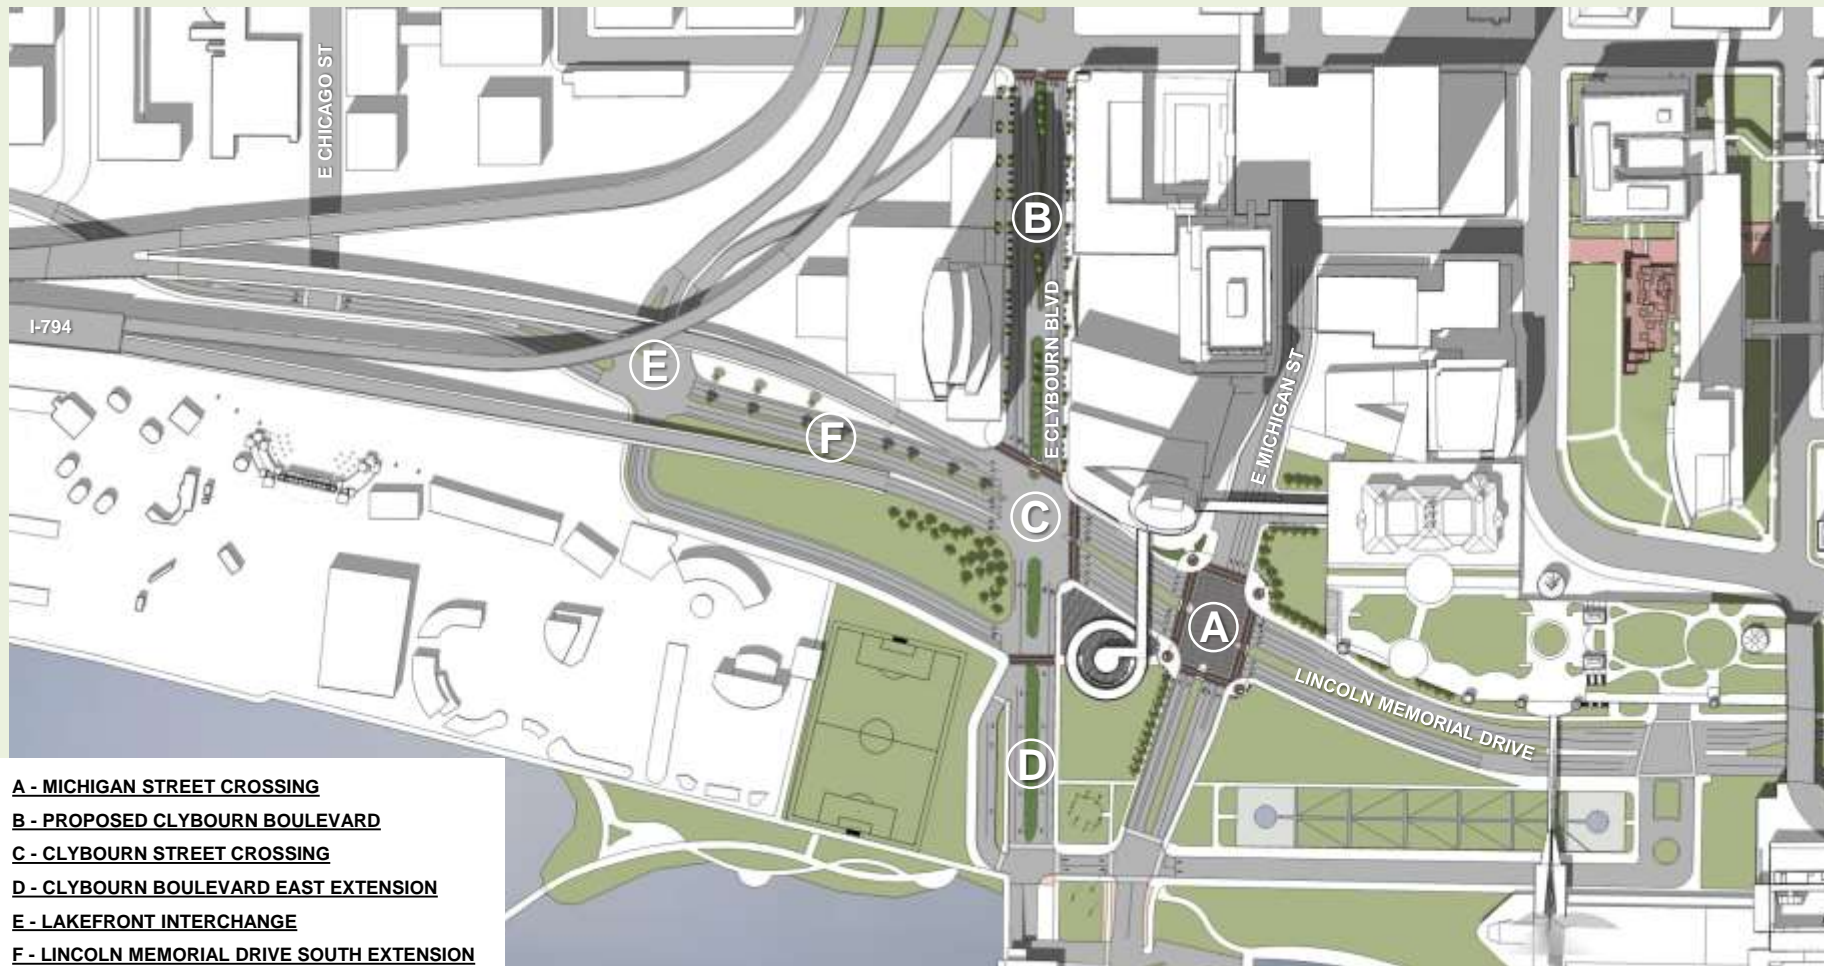 E CHICAGO ST
B
E CLYBOURN BLVD
I-794
E
E MICHIGAN ST
F
C
A
LINCOLN MEMORIAL DRIVE
D
A - MICHIGAN STREET CROSSING
B - PROPOSED CLYBOURN BOULEVARD
C - CLYBOURN STREET CROSSING
D - CLYBOURN BOULEVARD EAST EXTENSION
E - LAKEFRONT INTERCHANGE
F - LINCOLN MEMORIAL DRIVE SOUTH EXTENSION